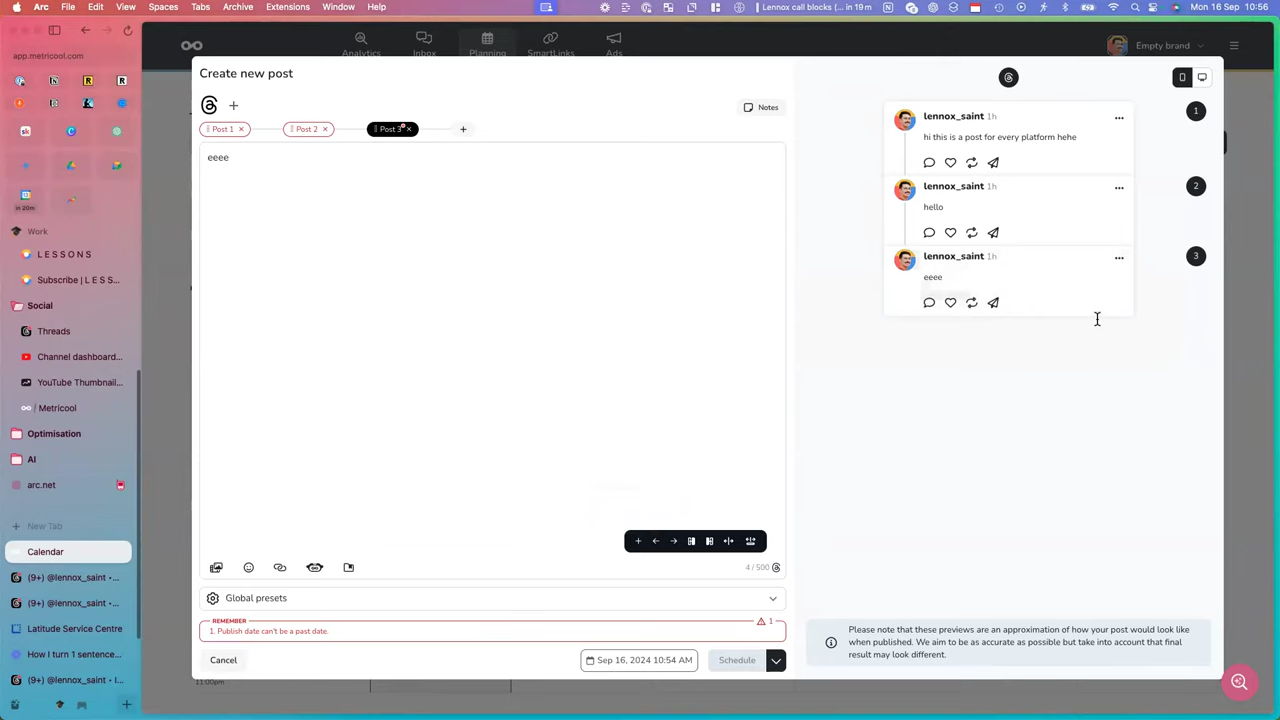 Arc File Edit View Spaces Tabs Archive Extensions Window Help
Lennox call blocks | in 19m
Mon 16 Sep 10:56
app.metricool.com
in 20m
Work
L E S S O N S
Subscribe | L E S S...
Social
Threads
Channel dashboard...
YouTube Thumbnail...
/ Metricool
Optimisation
AI
arc.net
New Tab
Calendar
(9+) @lennox_saint •...
(9+) @lennox_saint •...
Latitude Service Centre
How I turn 1 sentence...
(9+) @lennox_saint • I...
Analytics
Inbox
Planning
SmartLinks
Ads
Empty brand
Create new post
Notes
Post 1
Post 2
Post 3
eeee
4 / 500
Global presets
REMEMBER
1
1. Publish date can't be a past date.
Cancel
Sep 16, 2024 10:54 AM
Schedule
11:00pm
lennox_saint 1h
1
hi this is a post for every platform hehe
lennox_saint 1h
2
hello
lennox_saint 1h
3
eeee
Please note that these previews are an approximation of how your post would look like
when published. We aim to be as accurate as possible but take into account that final
result may look different.